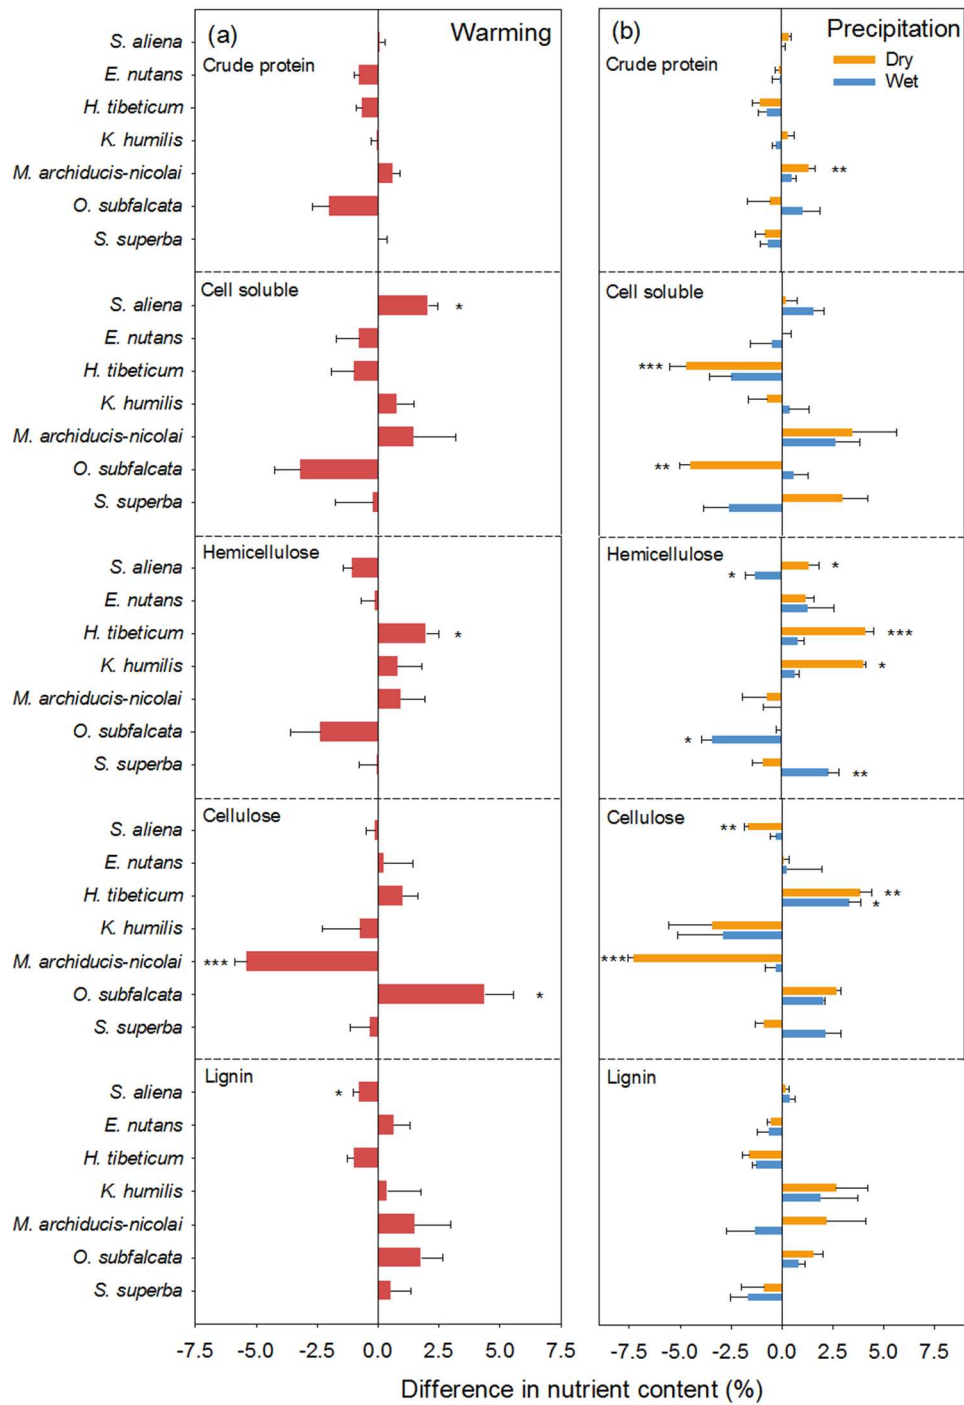 (a) Warming
(b) Precipitation
Dry
Wet
Crude protein
S. aliena
E. nutans
H. tibeticum
K. humilis
M. archiducis-nicolai
O. subfalcata
S. superba
Crude protein
**
Cell soluble
S. aliena
*
E. nutans
H. tibeticum
K. humilis
M. archiducis-nicolai
O. subfalcata
S. superba
Cell soluble
***
**
Hemicellulose
S. aliena
E. nutans
H. tibeticum
*
K. humilis
M. archiducis-nicolai
O. subfalcata
S. superba
Hemicellulose
*
*
***
*
*
**
Cellulose
S. aliena
E. nutans
H. tibeticum
K. humilis
M. archiducis-nicolai
***
O. subfalcata
*
S. superba
Cellulose
**
**
*
***
Lignin
S. aliena
*
E. nutans
H. tibeticum
K. humilis
M. archiducis-nicolai
O. subfalcata
S. superba
Lignin
-7.5 -5.0 -2.5 0.0 2.5 5.0 7.5
-7.5 -5.0 -2.5 0.0 2.5 5.0 7.5
Difference in nutrient content (%)